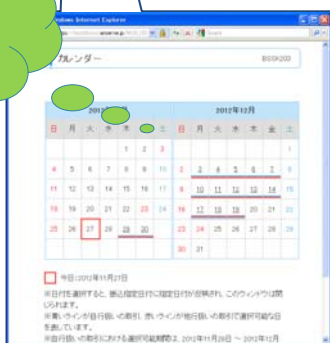 Windows Internet Explorer
カレンダー BSSK200
2012年12月
日 月 火 水 木 土 日 月 火 水 木 金 土
1 2 3 1
4 5 6 7 8 9 10 2 3 4 5 6 7
11 12 13 14 15 16 17 9 10 11 12 13 14 15
18 19 20 21 22 23 24 16 17 18 19 20 21 22
25 26 27 28 29 30 23 24 25 26 27 28 29
30 31
今日:2012年11月27日
※日付を選択すると、振込指定日付に指定日付が反映され、このウィンドウは閉
じられます。
※青いラインが自行扱いの取引、赤いラインが他行扱いの取引で選択可能な日
を表しています。
※自行扱いの取引における選択可能期間は、2012年11月29日 ～ 2012年12月